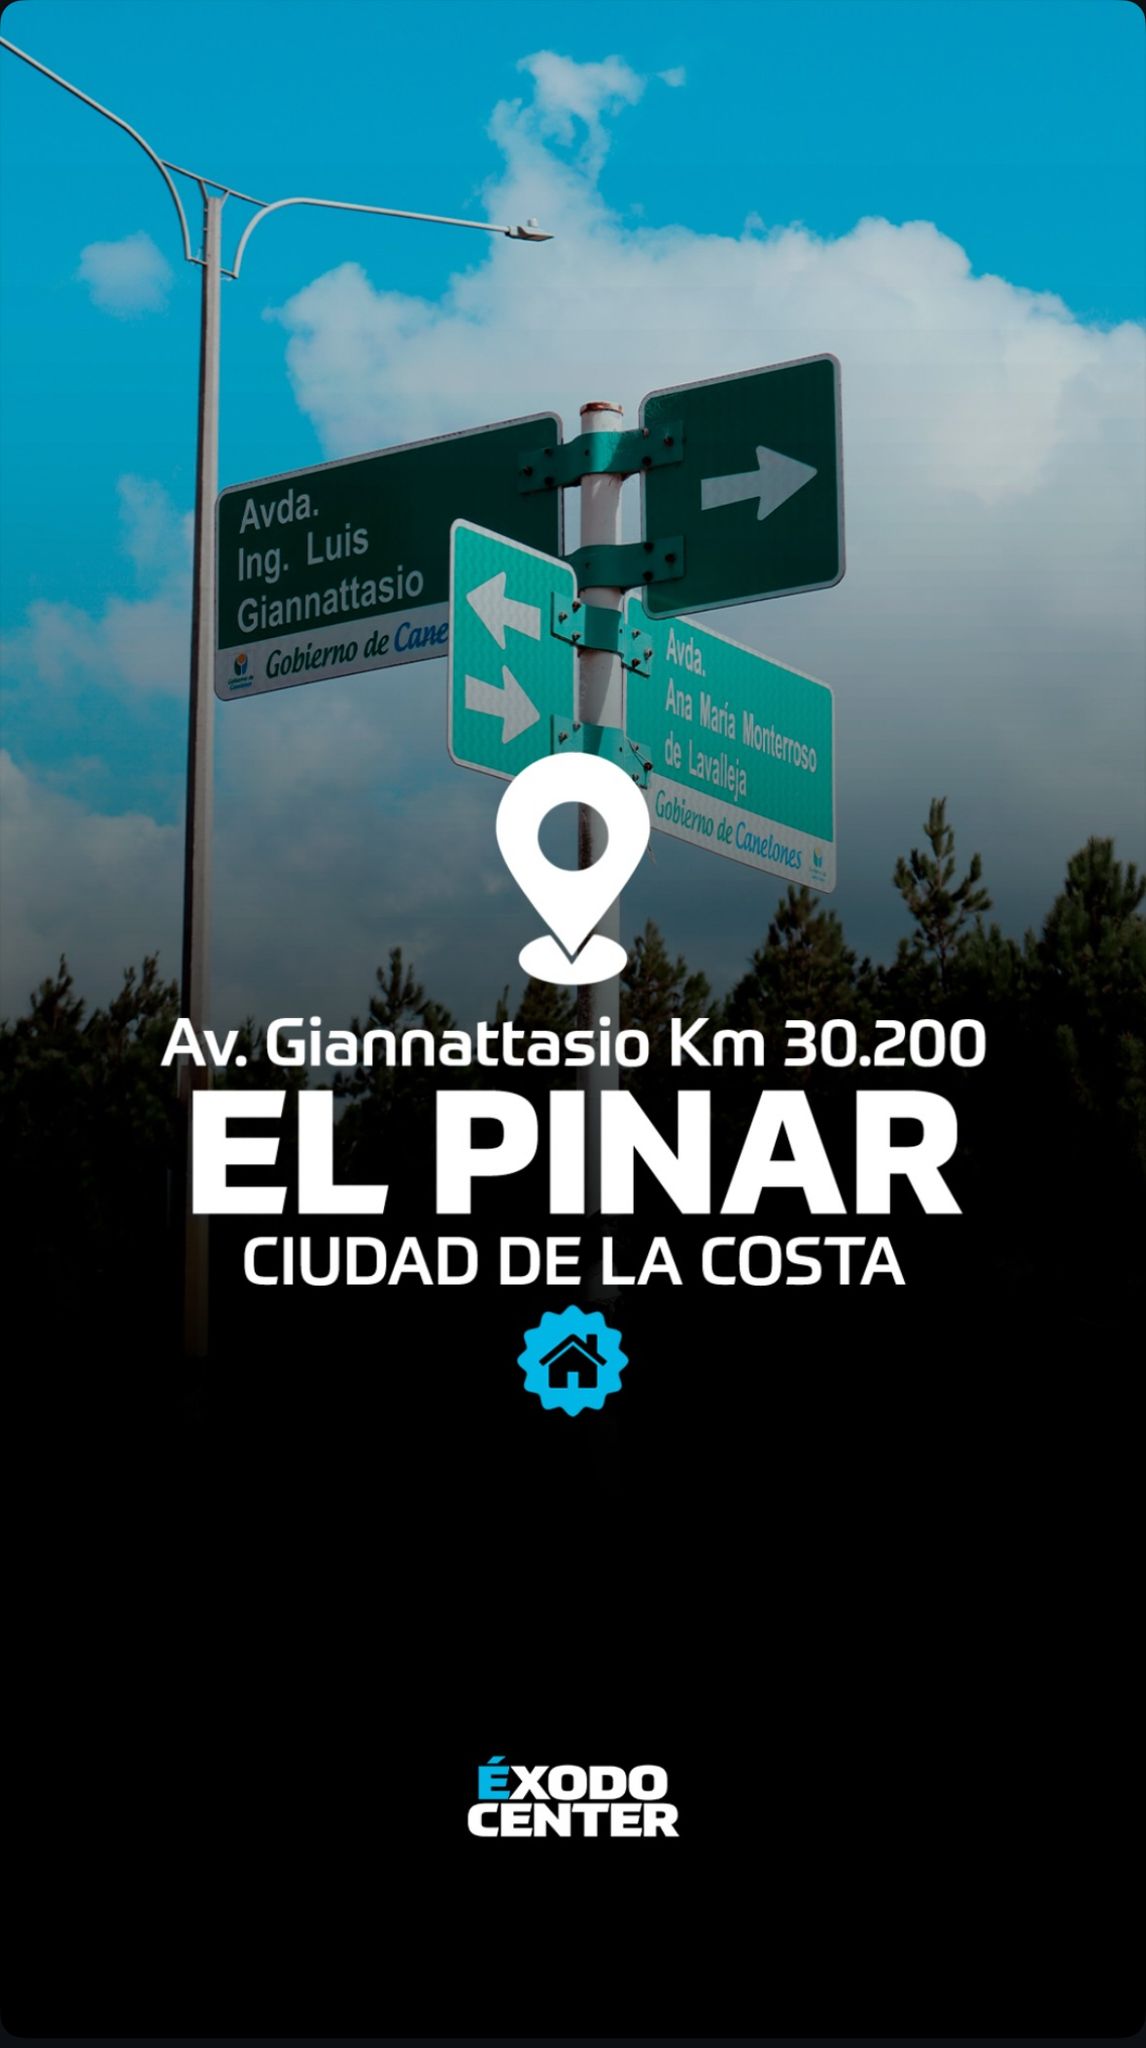 Avda.
Ing. Luis
Giannattasio
Gobierno de Cane
Avda.
Ana María Monterroso
de Lavalleja
Gobierno de Canelones
Av. Giannattasio Km 30.200
EL PINAR
CIUDAD DE LA COSTA
ÉXODO
CENTER